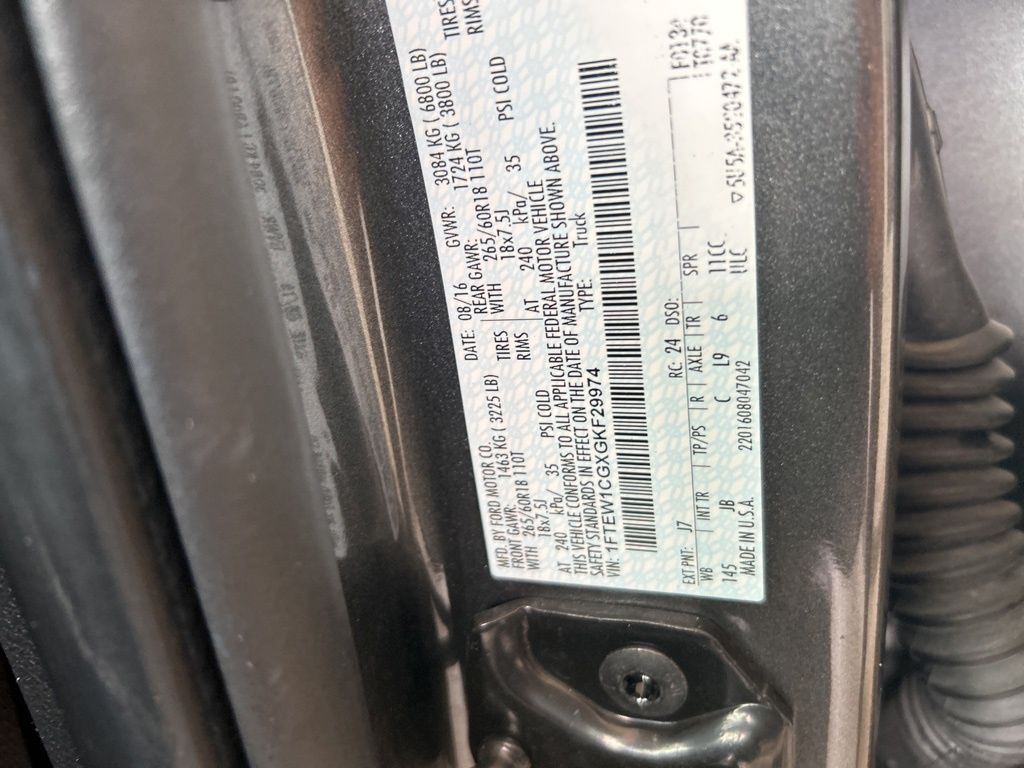 MFD. BY FORD MOTOR CO.
DATE: 08/16 GVWR: 3084 KG ( 6800 LB)
FRONT GAWR: 1463 KG ( 3225 LB) REAR GAWR: 1724 KG ( 3800 LB)
WITH 265/60R18 110T TIRES WITH 265/60R18 110T TIRES
18x7.5J RIMS 18x7.5J RIMS
AT 240 kPa/ 35 PSI COLD AT 240 kPa/ 35 PSI COLD
THIS VEHICLE CONFORMS TO ALL APPLICABLE FEDERAL MOTOR VEHICLE
SAFETY STANDARDS IN EFFECT ON THE DATE OF MANUFACTURE SHOWN ABOVE.
VIN: 1FTEW1CGXGKF29974 TYPE: Truck
EXT PNT: J7 RC: 24 DSO:
WB INT TR TP/PS R AXLE TR SPR
145 JB C L9 6
MADE IN U.S.A. 2201608047042